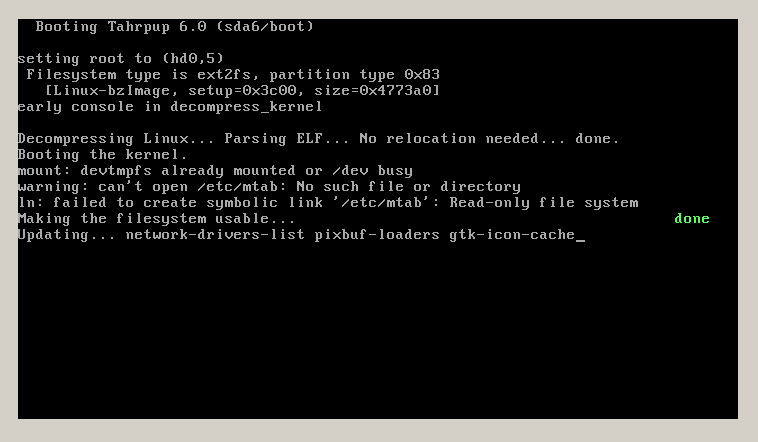 Booting Tahrpup 6.0 (sda6/boot)
setting root to (hd0,5)
Filesystem type is ext2fs, partition type 0x83
[Linux-bzImage, setup=0x3c00, size=0x4773a0]
early console in decompress_kernel
Decompressing Linux... Parsing ELF... No relocation needed... done.
Booting the kernel.
mount: devtmpfs already mounted or /dev busy
warning: can't open /etc/mtab: No such file or directory
ln: failed to create symbolic link '/etc/mtab': Read-only file system
Making the filesystem usable... done
Updating... network-drivers-list pixbuf-loaders gtk-icon-cache_